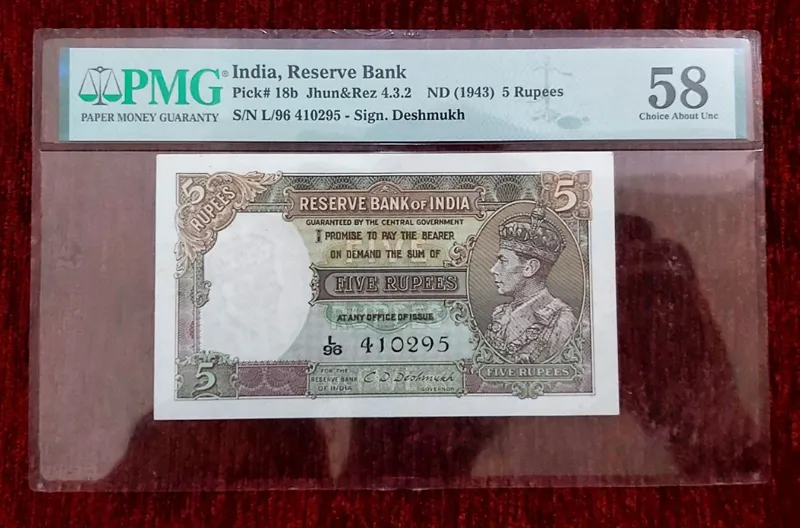 PMG
PAPER MONEY GUARANTY
India, Reserve Bank
Pick# 18b Jhun&Rez 4.3.2 ND (1943) 5 Rupees
S/N L/96 410295 - Sign. Deshmukh
58
Choice About Unc
5 RUPEES
RESERVE BANK OF INDIA
5
GUARANTEED BY THE CENTRAL GOVERNMENT
I PROMISE TO PAY THE BEARER
FIVE
ON DEMAND THE SUM OF
FIVE RUPEES
AT ANY OFFICE OF ISSUE
L/96 410295
5
FOR THE
RESERVE BANK
OF INDIA
C D Deshmukh
GOVERNOR
FIVE RUPEES